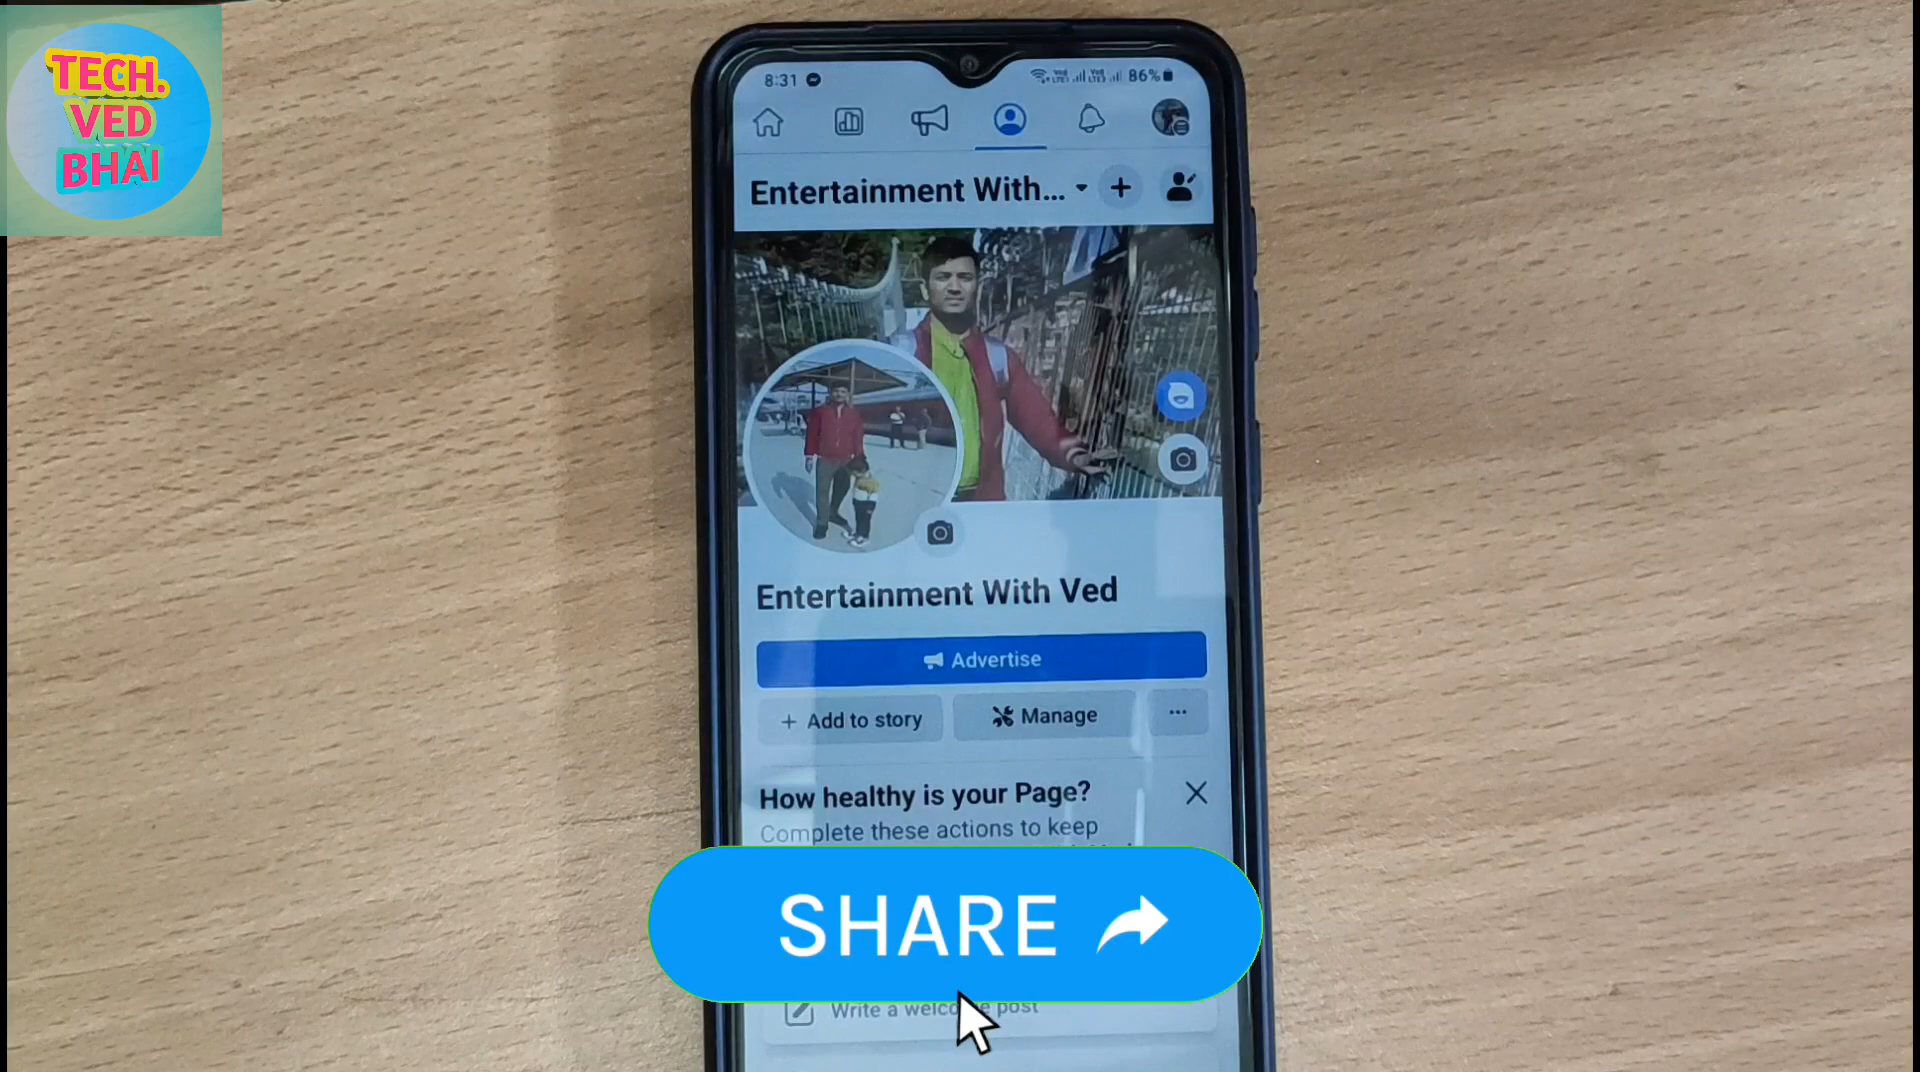 TECH.
VED
BHAI
8:31
86%
Entertainment With...
Entertainment With Ved
Advertise
+ Add to story
Manage
...
How healthy is your Page?
Complete these actions to keep
SHARE
Write a welcome post